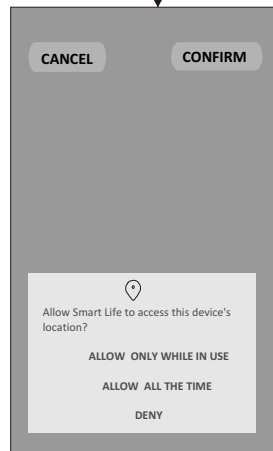 CANCEL
CONFIRM
Allow Smart Life to access this device's
location?
ALLOW ONLY WHILE IN USE
ALLOW ALL THE TIME
DENY